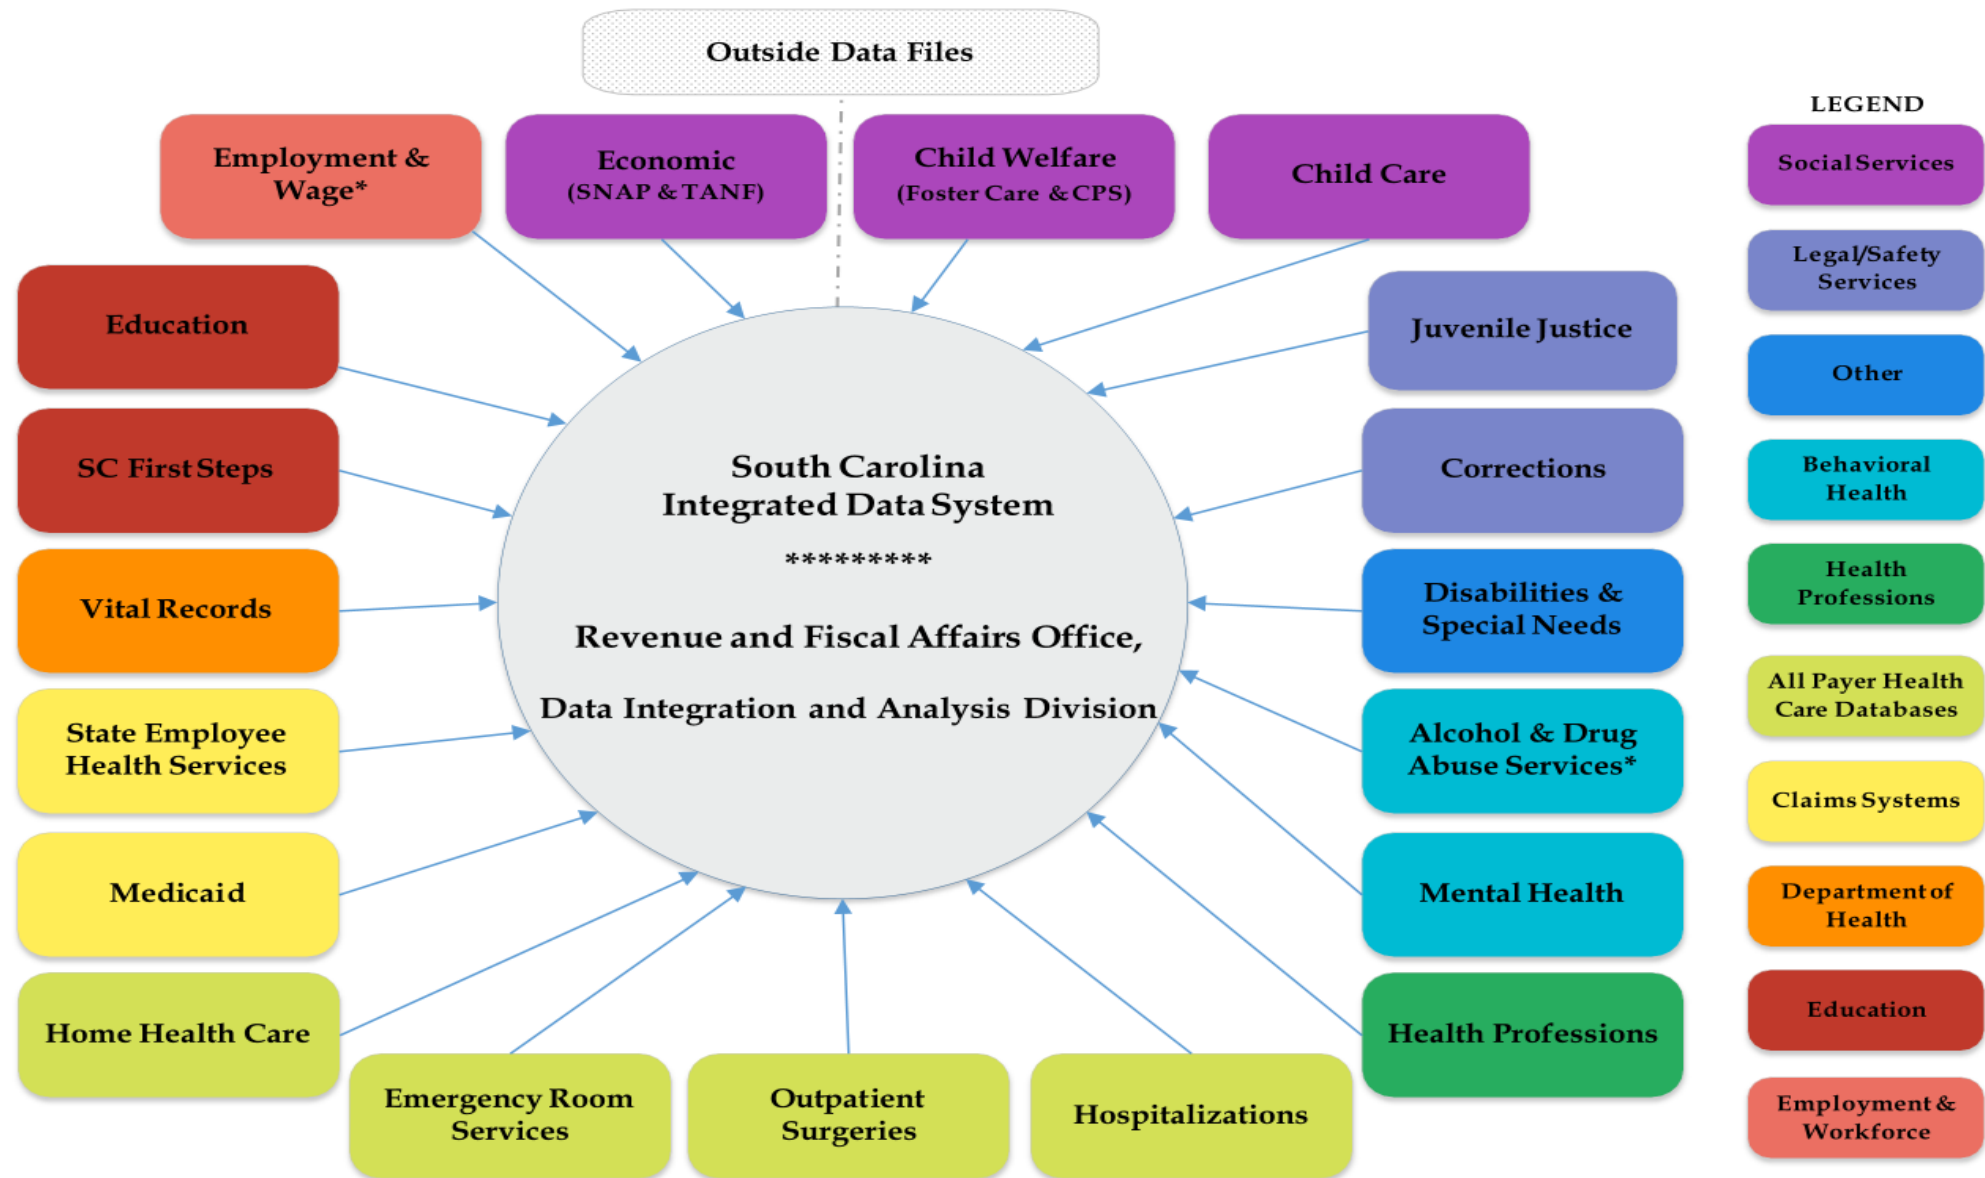 Outside Data Files
Employment &
Wage*
Economic
(SNAP & TANF)
Child Welfare
(Foster Care & CPS)
Child Care
Education
SC First Steps
Vital Records
State Employee
Health Services
Medicaid
Home Health Care
Emergency Room
Services
Outpatient
Surgeries
Hospitalizations
South Carolina
Integrated Data System
*********
Revenue and Fiscal Affairs Office,
Data Integration and Analysis Division
Juvenile Justice
Corrections
Disabilities &
Special Needs
Alcohol & Drug
Abuse Services*
Mental Health
Health Professions
LEGEND
Social Services
Legal/Safety
Services
Other
Behavioral
Health
Health
Professions
All Payer Health
Care Databases
Claims Systems
Department of
Health
Education
Employment &
Workforce